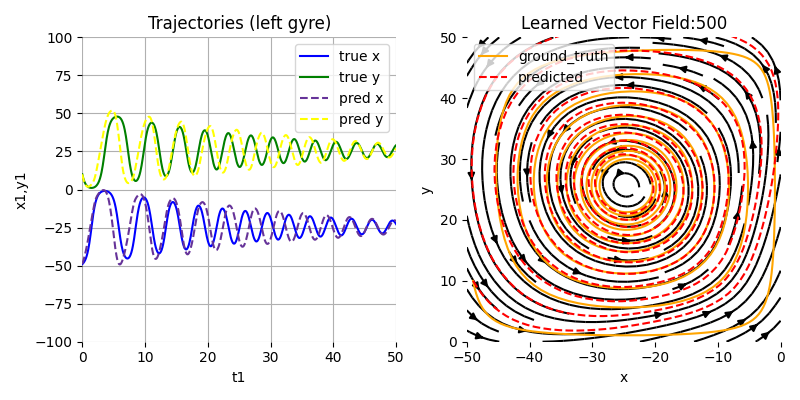 Trajectories (left gyre)
100
75
50
25
0
−25
−50
−75
−100
x1,y1
0
10
20
30
40
50
t1
true x
true y
pred x
pred y
Learned Vector Field:500
50
40
30
20
10
0
y
−50
−40
−30
−20
−10
0
x
ground_truth
predicted